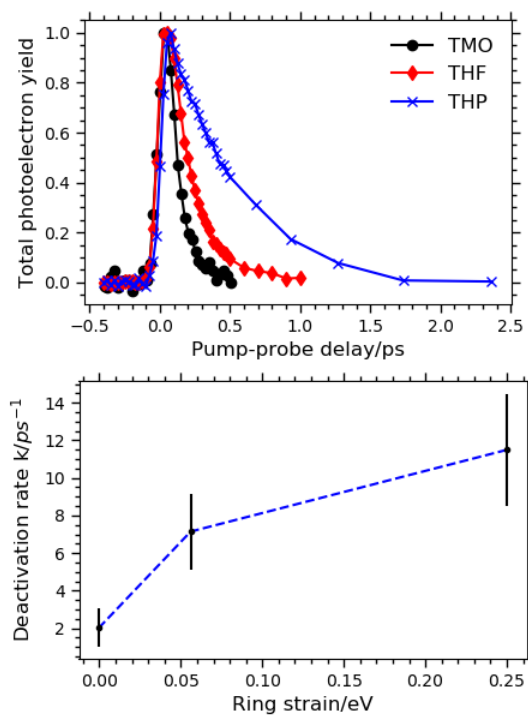 1.0
0.8
0.6
0.4
0.2
0.0
Total photoelectron yield
TMO
THF
THP
−0.5 0.0 0.5 1.0 1.5 2.0 2.5
Pump-probe delay/ps
14
12
10
8
6
4
2
Deactivation rate k/ps⁻¹
0.00 0.05 0.10 0.15 0.20 0.25
Ring strain/eV